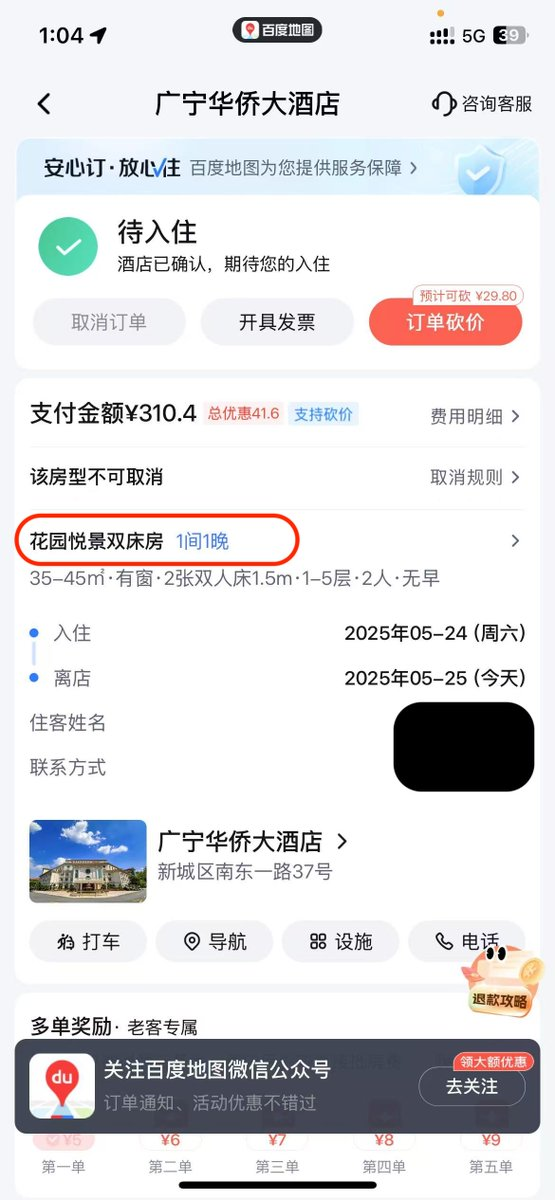 1:04
百度地图
5G
39
广宁华侨大酒店
咨询客服
安心订·放心住 百度地图为您提供服务保障
待入住
酒店已确认，期待您的入住
预计可砍 ¥29.80
取消订单
开具发票
订单砍价
支付金额¥310.4 总优惠41.6 支持砍价 费用明细
该房型不可取消 取消规则
花园悦景双床房 1间1晚
35-45㎡·有窗·2张双人床1.5m·1-5层·2人·无早
入住 2025年05-24 (周六)
离店 2025年05-25 (今天)
住客姓名
联系方式
广宁华侨大酒店
新城区南东一路37号
打车
导航
设施
电话
退款攻略
多单奖励·老客专属
du
关注百度地图微信公众号
订单通知、活动优惠不错过
领大额优惠
去关注
¥5 ¥6 ¥7 ¥8 ¥9
第一单 第二单 第三单 第四单 第五单